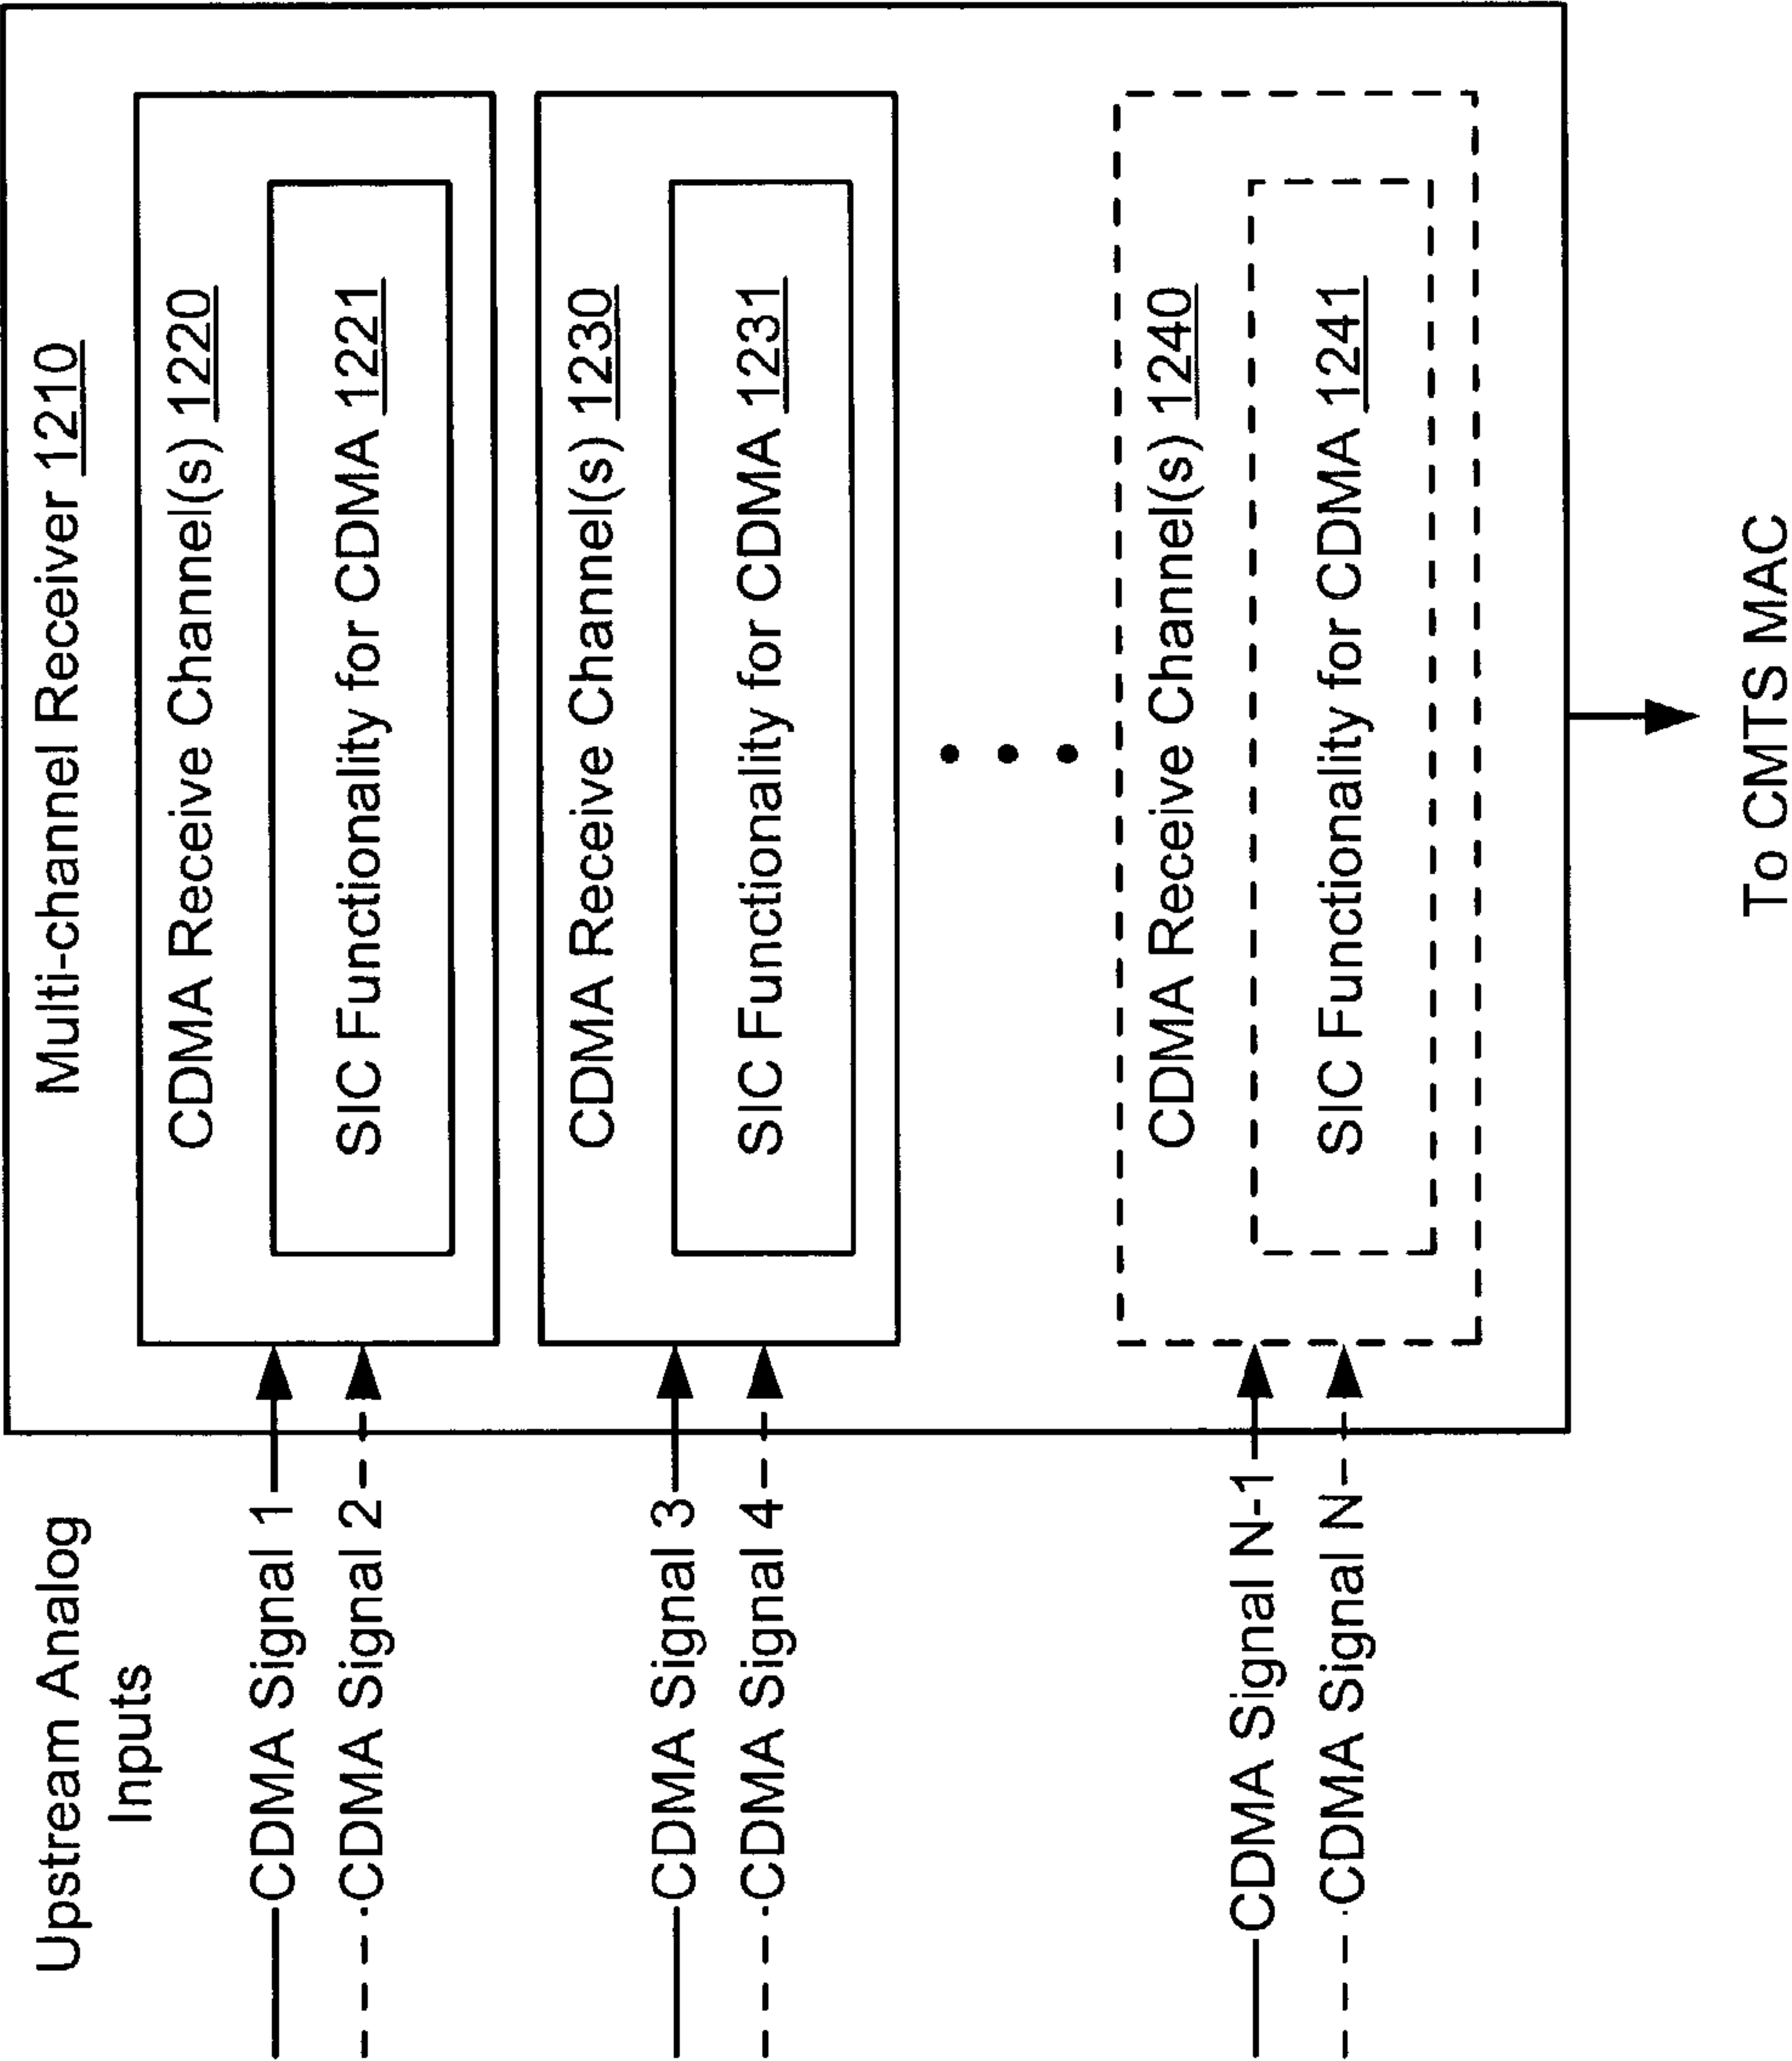 Upstream Analog
Inputs
Multi-channel Receiver 1210
CDMA Signal 1
CDMA Signal 2
CDMA Receive Channel(s) 1220
SIC Functionality for CDMA 1221
CDMA Signal 3
CDMA Signal 4
CDMA Receive Channel(s) 1230
SIC Functionality for CDMA 1231
CDMA Signal N-1
CDMA Signal N
CDMA Receive Channel(s) 1240
SIC Functionality for CDMA 1241
To CMTS MAC